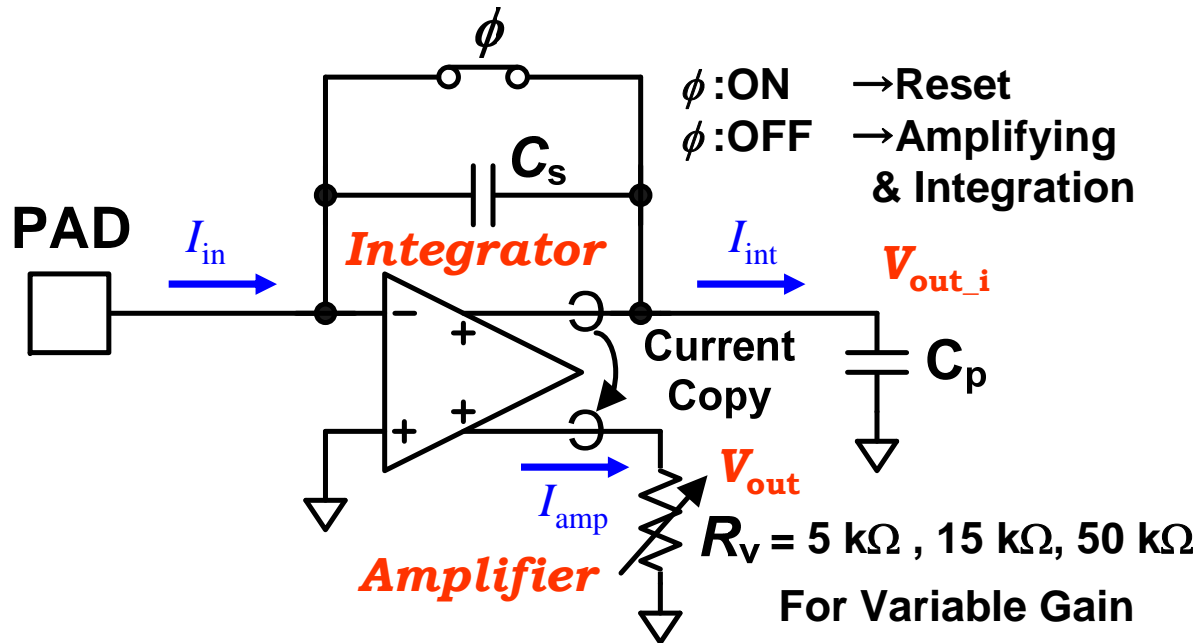 ϕ
ϕ:ON →Reset
ϕ:OFF →Amplifying
& Integration
Cs
PAD
Iin
Integrator
Iint
Vout_i
−
+
Current
Copy
Cp
+
+
Vout
Iamp
Rv = 5 kΩ , 15 kΩ, 50 kΩ
Amplifier
For Variable Gain